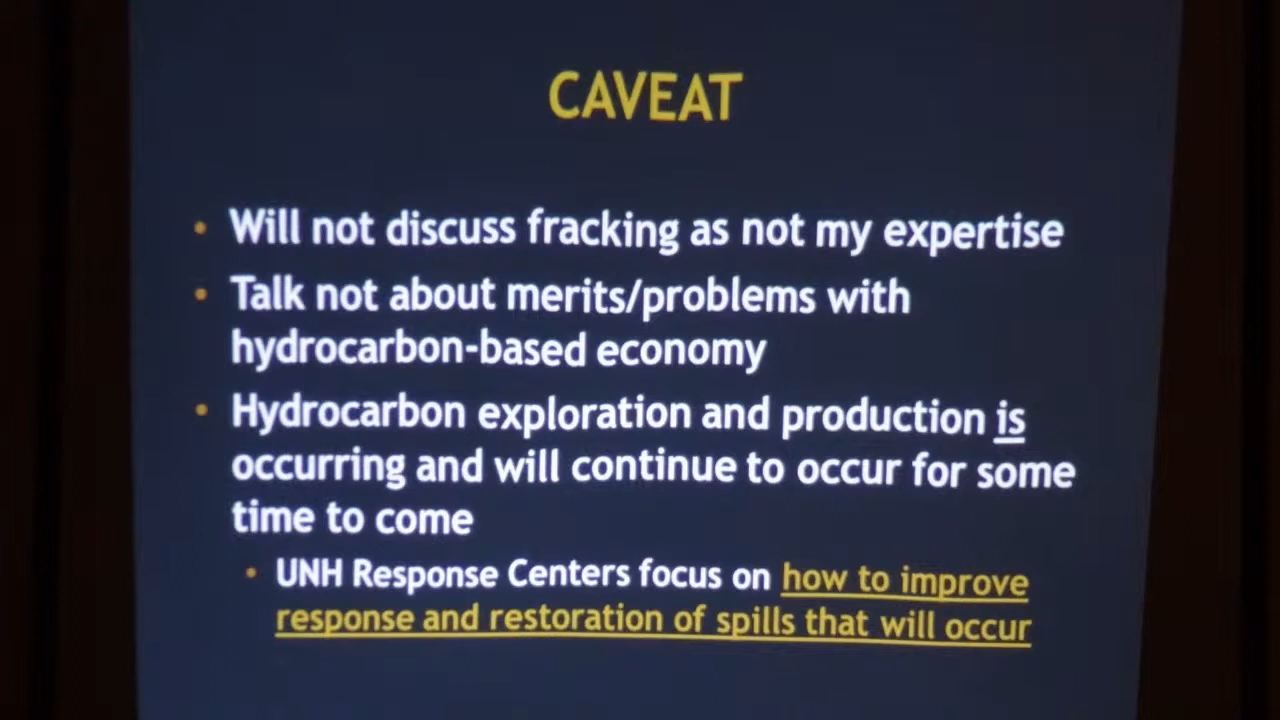 CAVEAT
• Will not discuss fracking as not my expertise
• Talk not about merits/problems with
hydrocarbon-based economy
• Hydrocarbon exploration and production is
occurring and will continue to occur for some
time to come
• UNH Response Centers focus on how to improve
response and restoration of spills that will occur